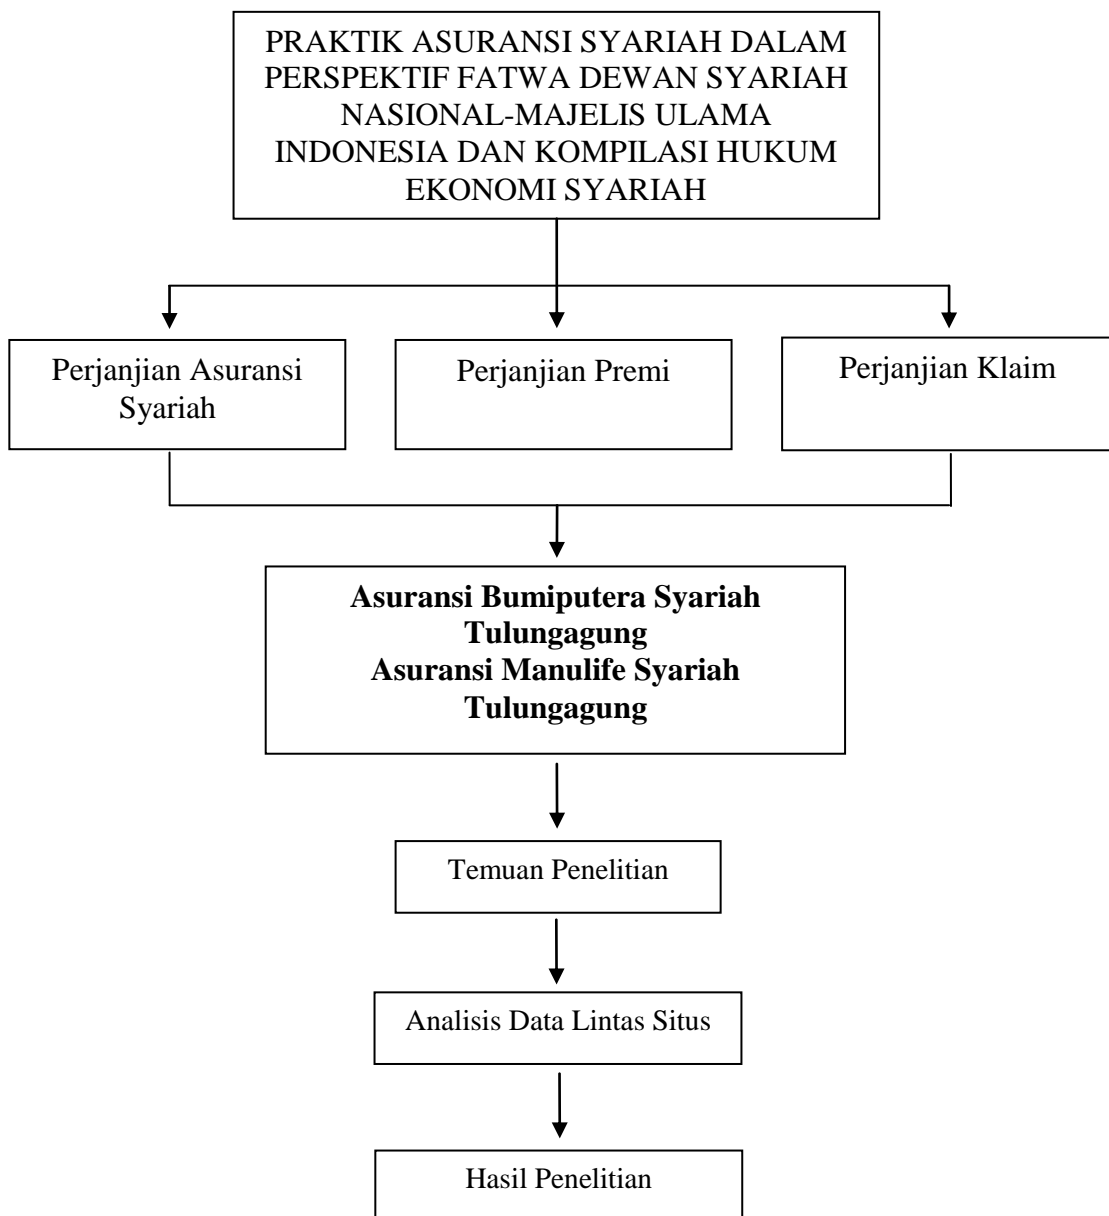 PRAKTIK ASURANSI SYARIAH DALAM
PERSPEKTIF FATWA DEWAN SYARIAH
NASIONAL-MAJELIS ULAMA
INDONESIA DAN KOMPILASI HUKUM
EKONOMI SYARIAH
Perjanjian Asuransi
Syariah
Perjanjian Premi
Perjanjian Klaim
Asuransi Bumiputera Syariah
Tulungagung
Asuransi Manulife Syariah
Tulungagung
Temuan Penelitian
Analisis Data Lintas Situs
Hasil Penelitian